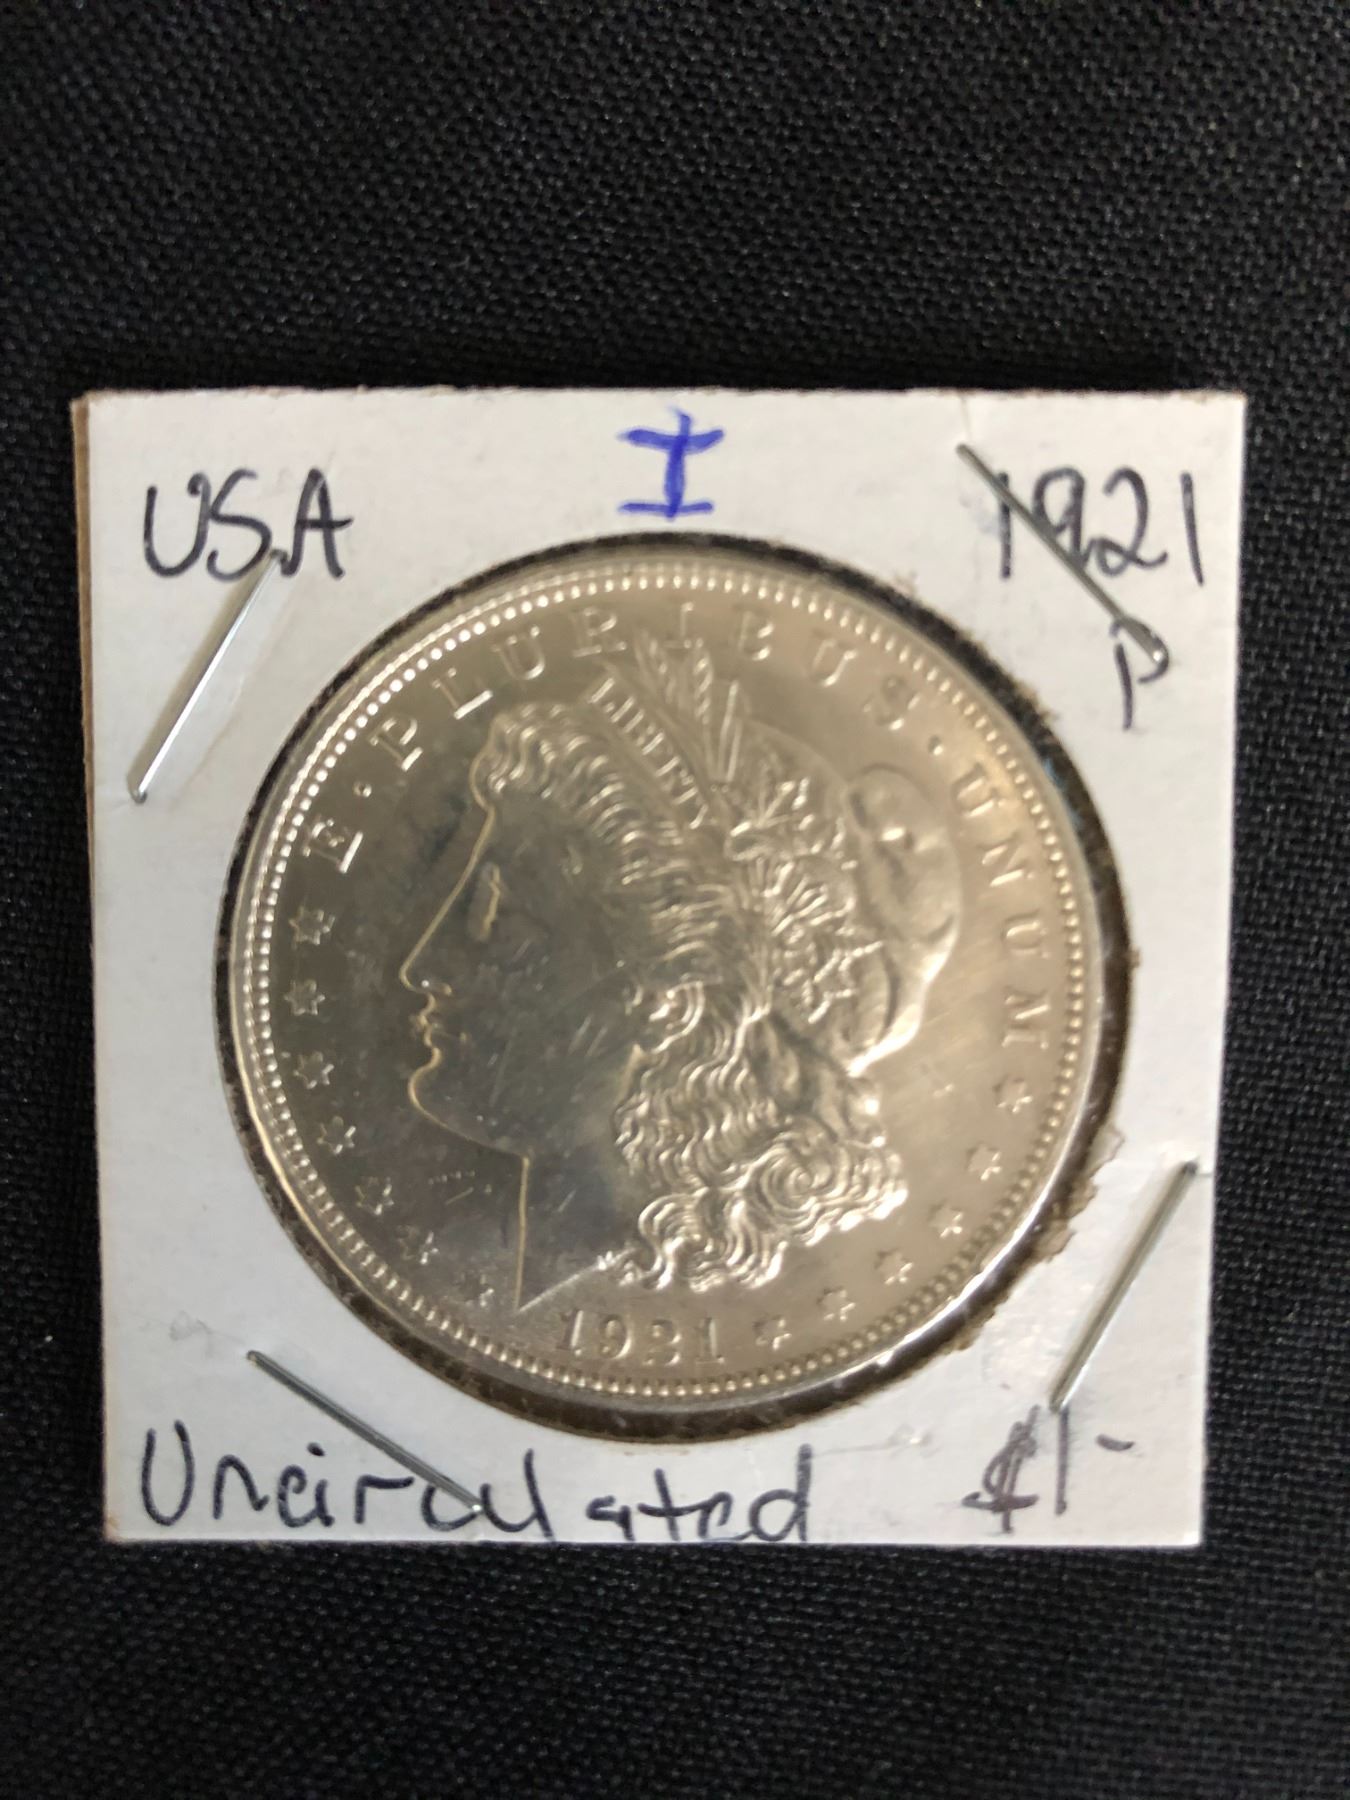 USA
I
1921
P
E·PLURIBUS·UNUM
LIBERTY
1921
Uncirculated $1-